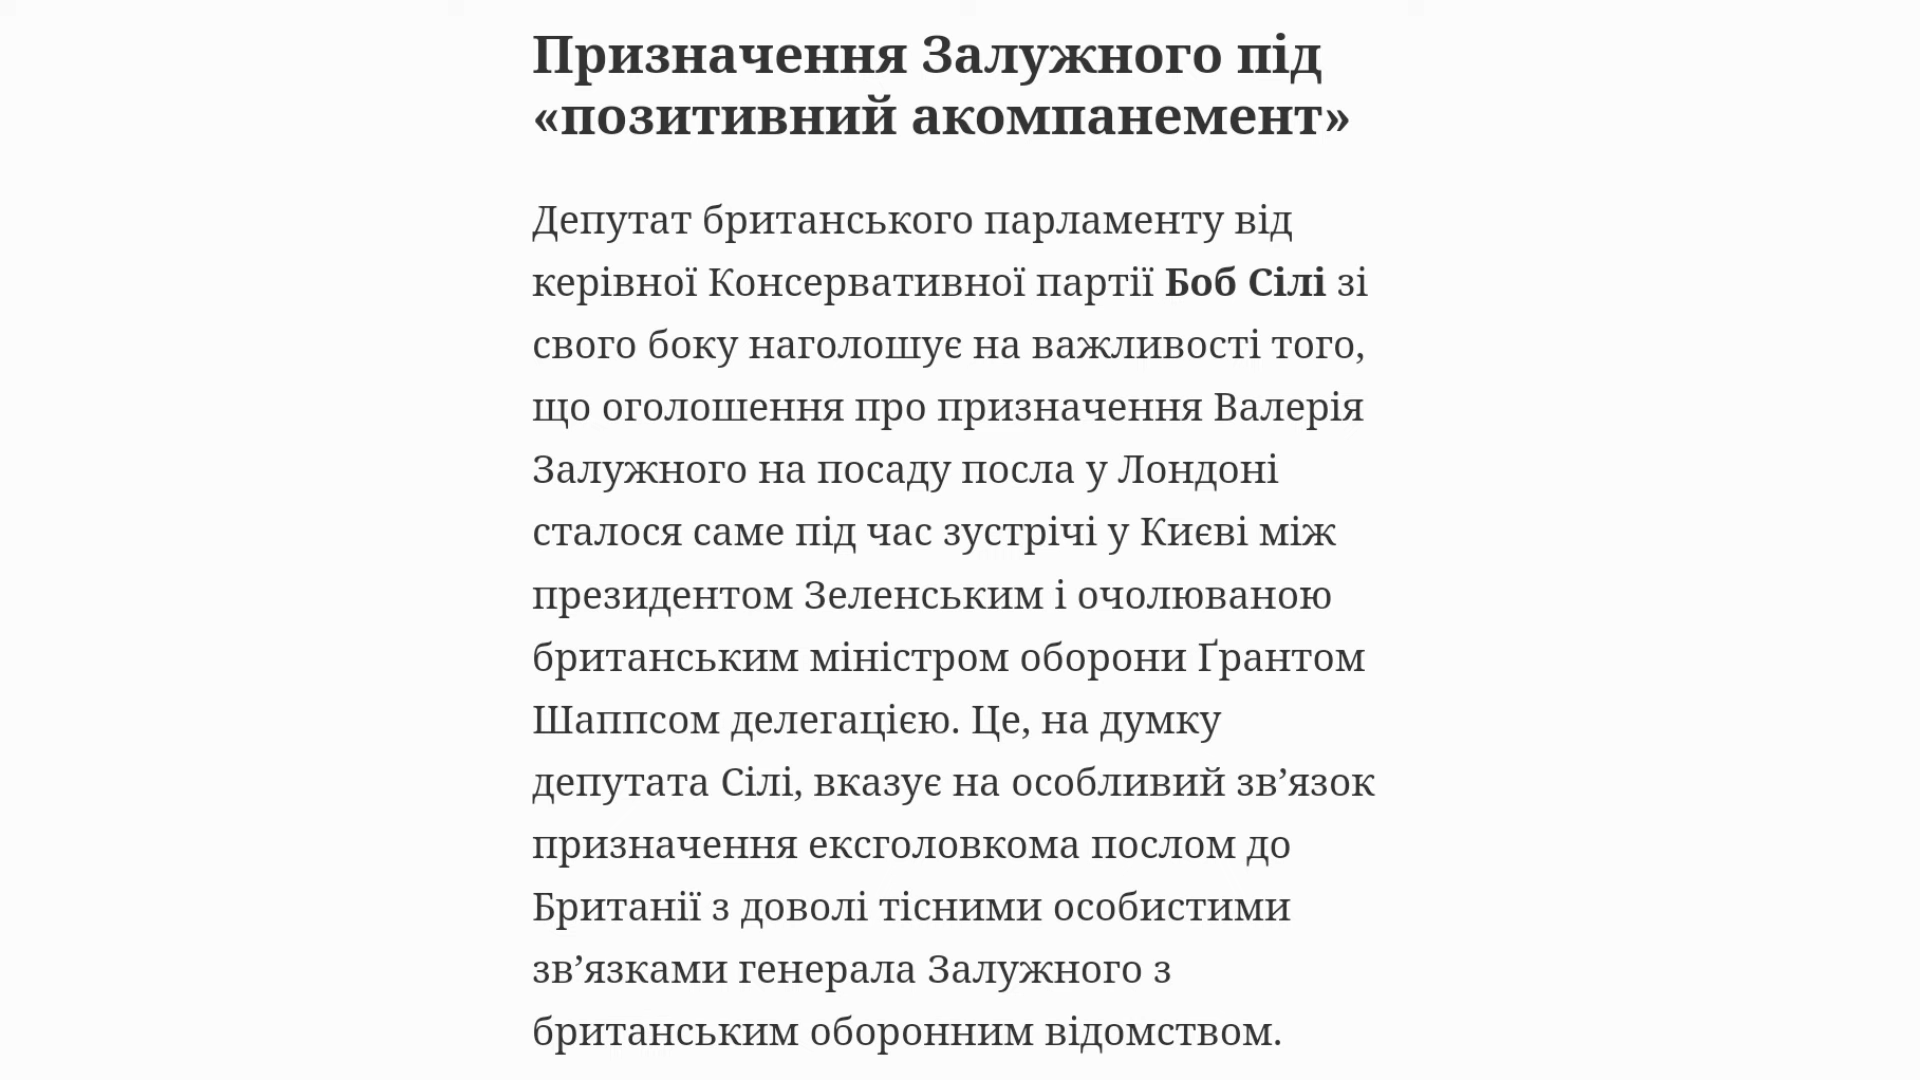 Призначення Залужного під
«позитивний акомпанемент»
Депутат британського парламенту від
керівної Консервативної партії Боб Сілі зі
свого боку наголошує на важливості того,
що оголошення про призначення Валерія
Залужного на посаду посла у Лондоні
сталося саме під час зустрічі у Києві між
президентом Зеленським і очолюваною
британським міністром оборони Ґрантом
Шаппсом делегацією. Це, на думку
депутата Сілі, вказує на особливий зв’язок
призначення ексголовкома послом до
Британії з доволі тісними особистими
зв’язками генерала Залужного з
британським оборонним відомством.